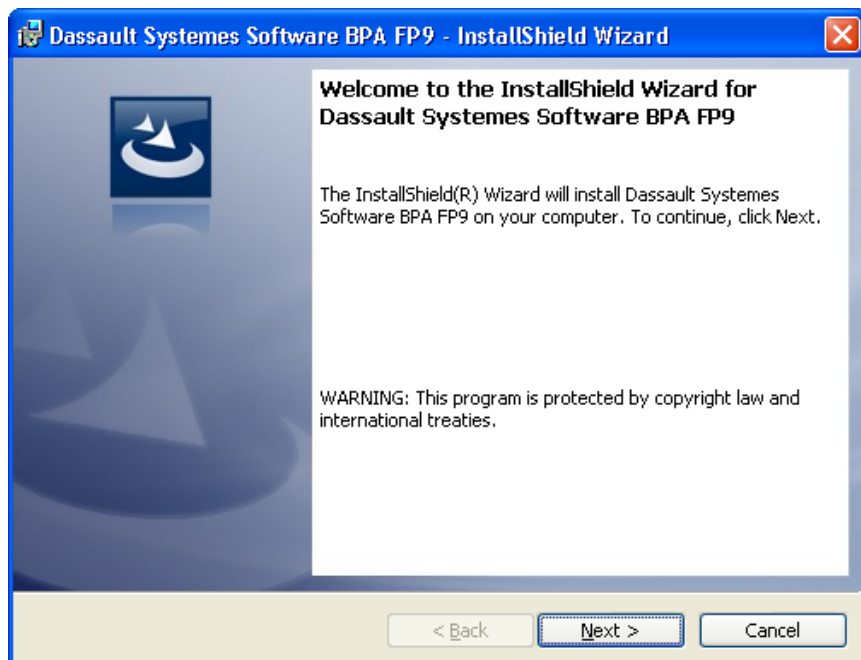 Dassault Systemes Software BPA FP9 - InstallShield Wizard
Welcome to the InstallShield Wizard for
Dassault Systemes Software BPA FP9
The InstallShield(R) Wizard will install Dassault Systemes
Software BPA FP9 on your computer. To continue, click Next.
WARNING: This program is protected by copyright law and
international treaties.
< Back
Next >
Cancel